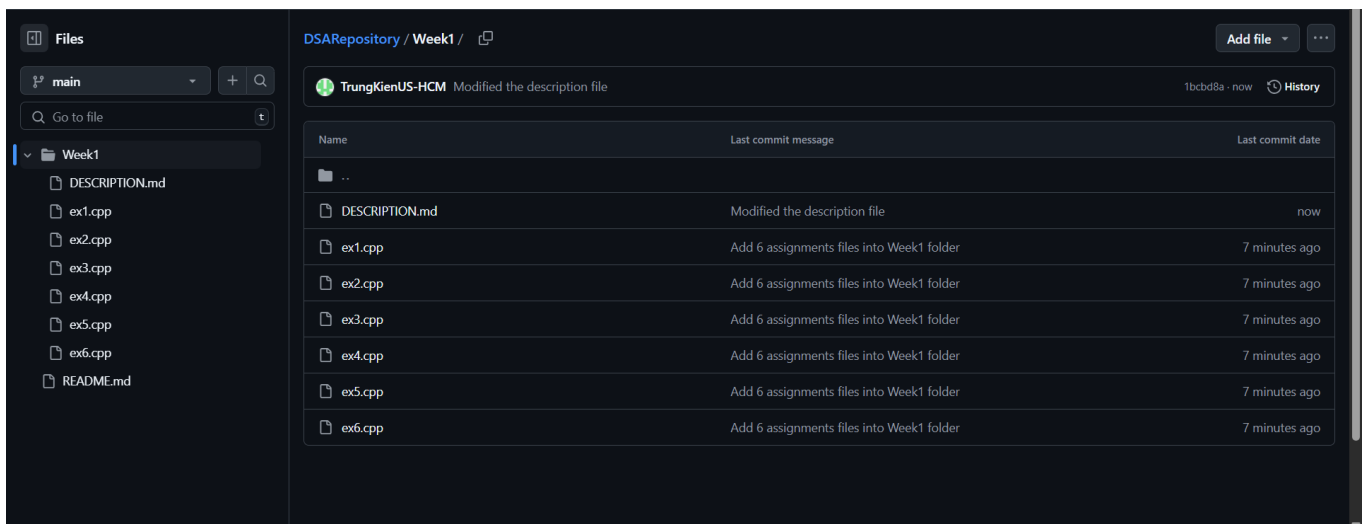 Files
main
Go to file
t
Week1
DESCRIPTION.md
ex1.cpp
ex2.cpp
ex3.cpp
ex4.cpp
ex5.cpp
ex6.cpp
README.md
DSARepository / Week1 /
Add file
TrungKienUS-HCM Modified the description file 1bcbd8a · now History
Name Last commit message Last commit date
..
DESCRIPTION.md Modified the description file now
ex1.cpp Add 6 assignments files into Week1 folder 7 minutes ago
ex2.cpp Add 6 assignments files into Week1 folder 7 minutes ago
ex3.cpp Add 6 assignments files into Week1 folder 7 minutes ago
ex4.cpp Add 6 assignments files into Week1 folder 7 minutes ago
ex5.cpp Add 6 assignments files into Week1 folder 7 minutes ago
ex6.cpp Add 6 assignments files into Week1 folder 7 minutes ago